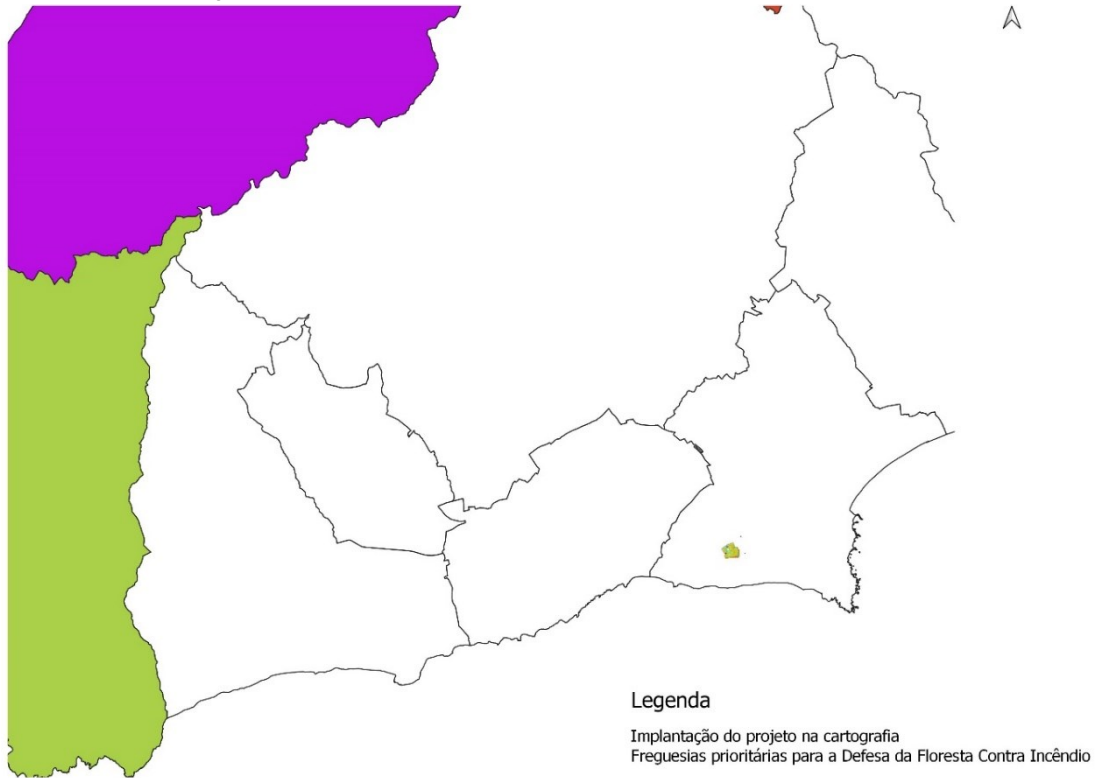 Legenda
Implantação do projeto na cartografia
Freguesias prioritárias para a Defesa da Floresta Contra Incêndio